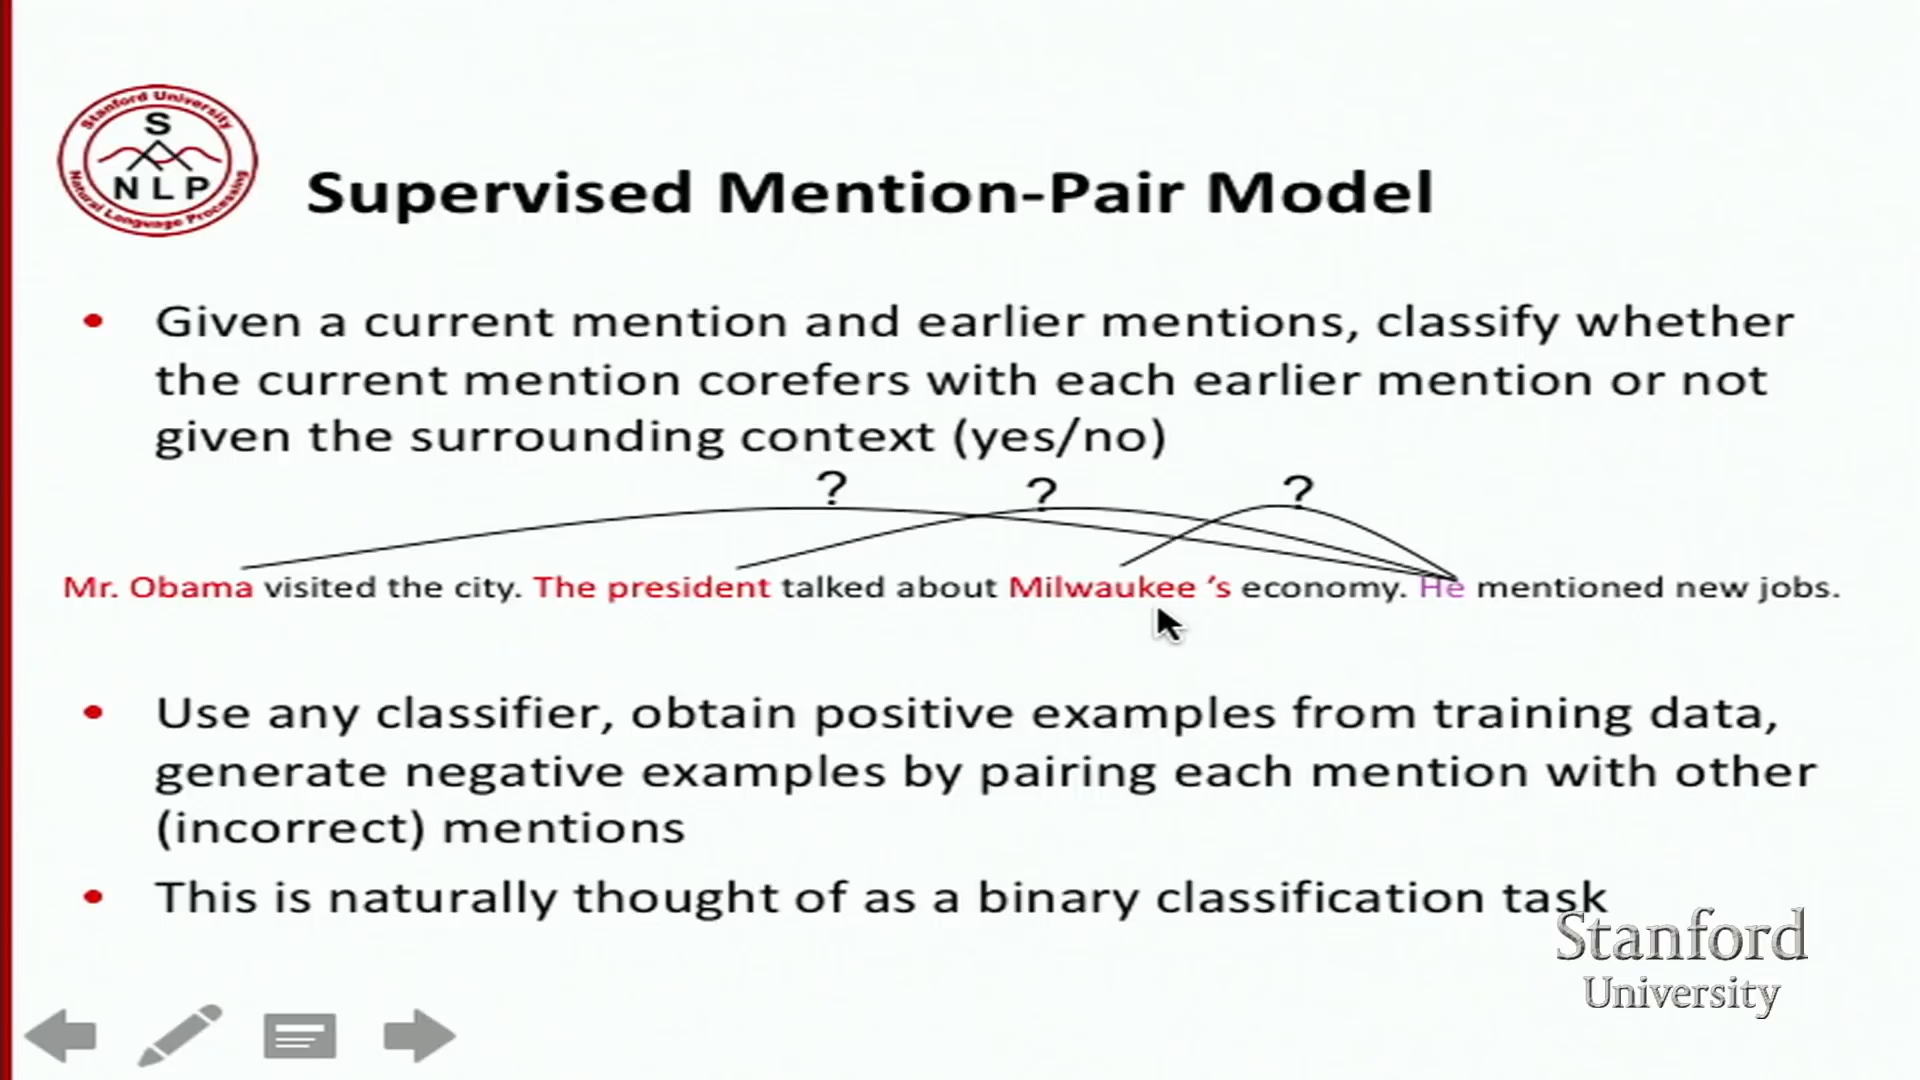 Stanford University
S
NLP
Natural Language Processing
Supervised Mention-Pair Model
• Given a current mention and earlier mentions, classify whether
the current mention corefers with each earlier mention or not
given the surrounding context (yes/no)
? ? ?
Mr. Obama visited the city. The president talked about Milwaukee ’s economy. He mentioned new jobs.
• Use any classifier, obtain positive examples from training data,
generate negative examples by pairing each mention with other
(incorrect) mentions
• This is naturally thought of as a binary classification task
Stanford
University